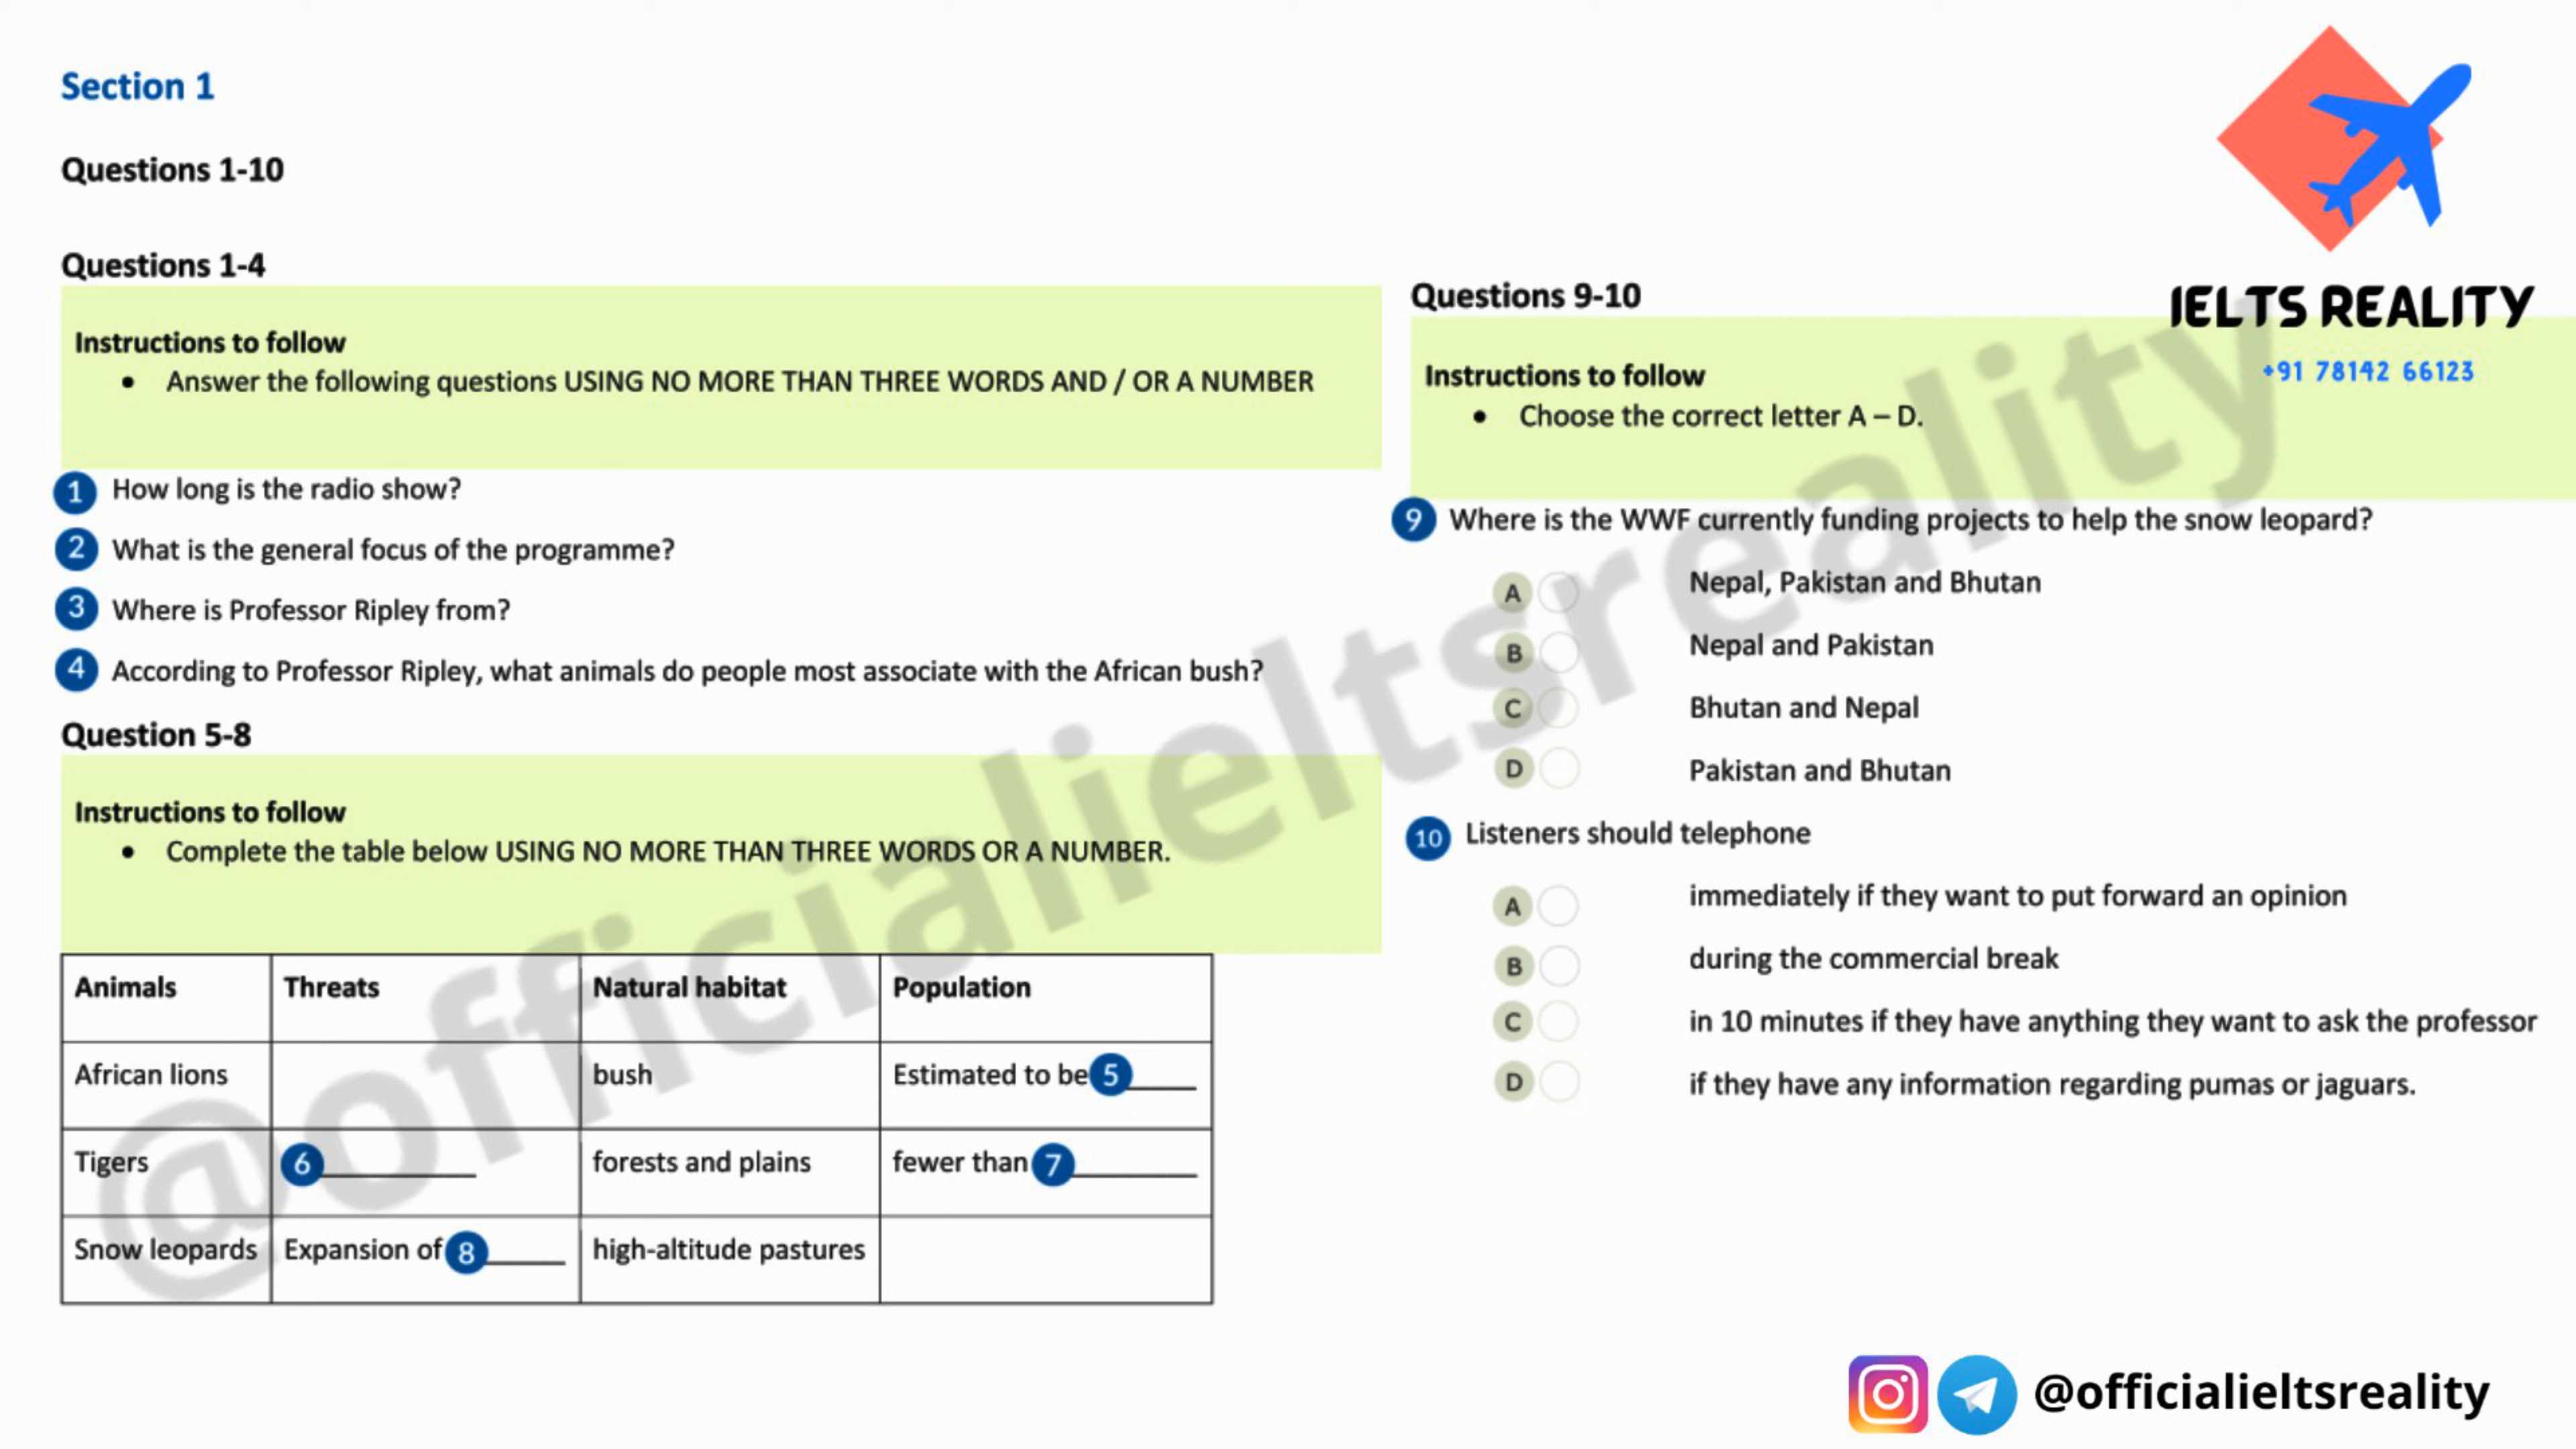 Section 1
Questions 1-10
Questions 1-4
Instructions to follow
• Answer the following questions USING NO MORE THAN THREE WORDS AND / OR A NUMBER
1 How long is the radio show?
2 What is the general focus of the programme?
3 Where is Professor Ripley from?
4 According to Professor Ripley, what animals do people most associate with the African bush?
Question 5-8
Instructions to follow
• Complete the table below USING NO MORE THAN THREE WORDS OR A NUMBER.
Animals Threats Natural habitat Population
African lions bush Estimated to be 5 ____
Tigers 6 ________ forests and plains fewer than 7 ________
Snow leopards Expansion of 8 ____ high-altitude pastures
IELTS REALITY
+91 78142 66123
Questions 9-10
Instructions to follow
• Choose the correct letter A – D.
9 Where is the WWF currently funding projects to help the snow leopard?
A Nepal, Pakistan and Bhutan
B Nepal and Pakistan
C Bhutan and Nepal
D Pakistan and Bhutan
10 Listeners should telephone
A immediately if they want to put forward an opinion
B during the commercial break
C in 10 minutes if they have anything they want to ask the professor
D if they have any information regarding pumas or jaguars.
@officialieltsreality
@officialieltsreality